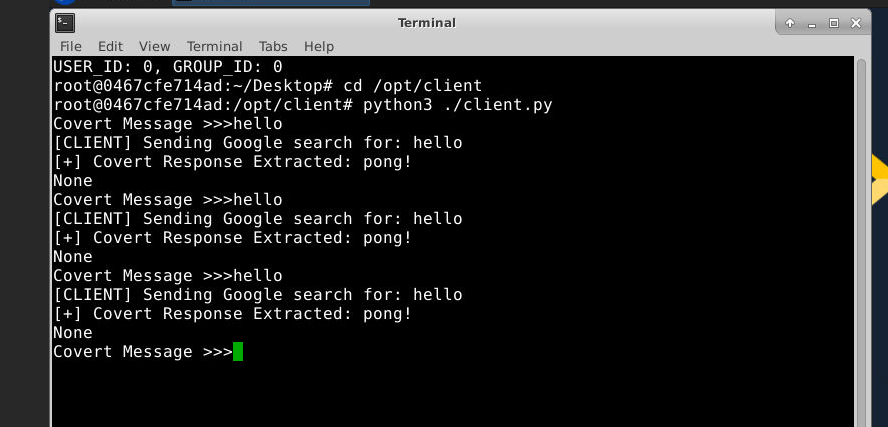 Terminal
File Edit View Terminal Tabs Help
USER_ID: 0, GROUP_ID: 0
root@0467cfe714ad:~/Desktop# cd /opt/client
root@0467cfe714ad:/opt/client# python3 ./client.py
Covert Message >>>hello
[CLIENT] Sending Google search for: hello
[+] Covert Response Extracted: pong!
None
Covert Message >>>hello
[CLIENT] Sending Google search for: hello
[+] Covert Response Extracted: pong!
None
Covert Message >>>hello
[CLIENT] Sending Google search for: hello
[+] Covert Response Extracted: pong!
None
Covert Message >>>